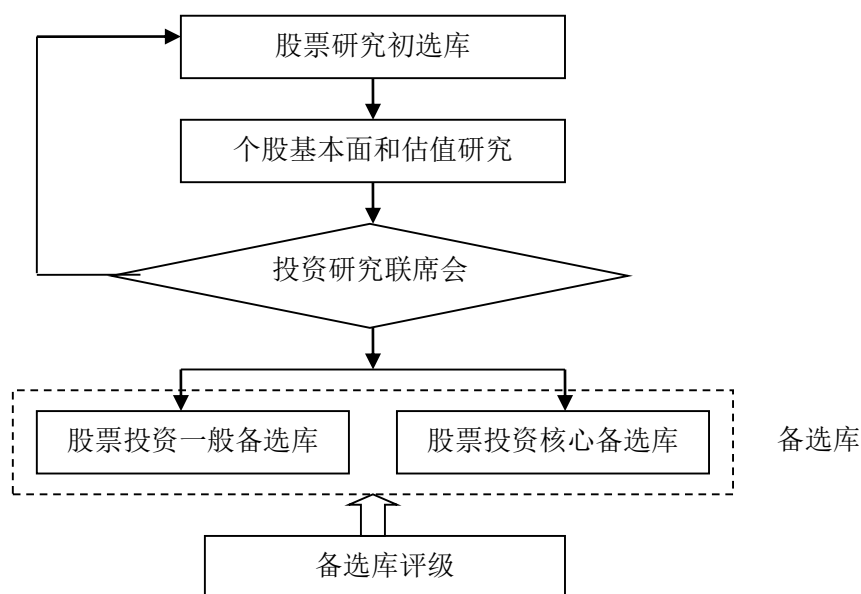 股票研究初选库
个股基本面和估值研究
投资研究联席会
股票投资一般备选库
股票投资核心备选库
备选库
备选库评级